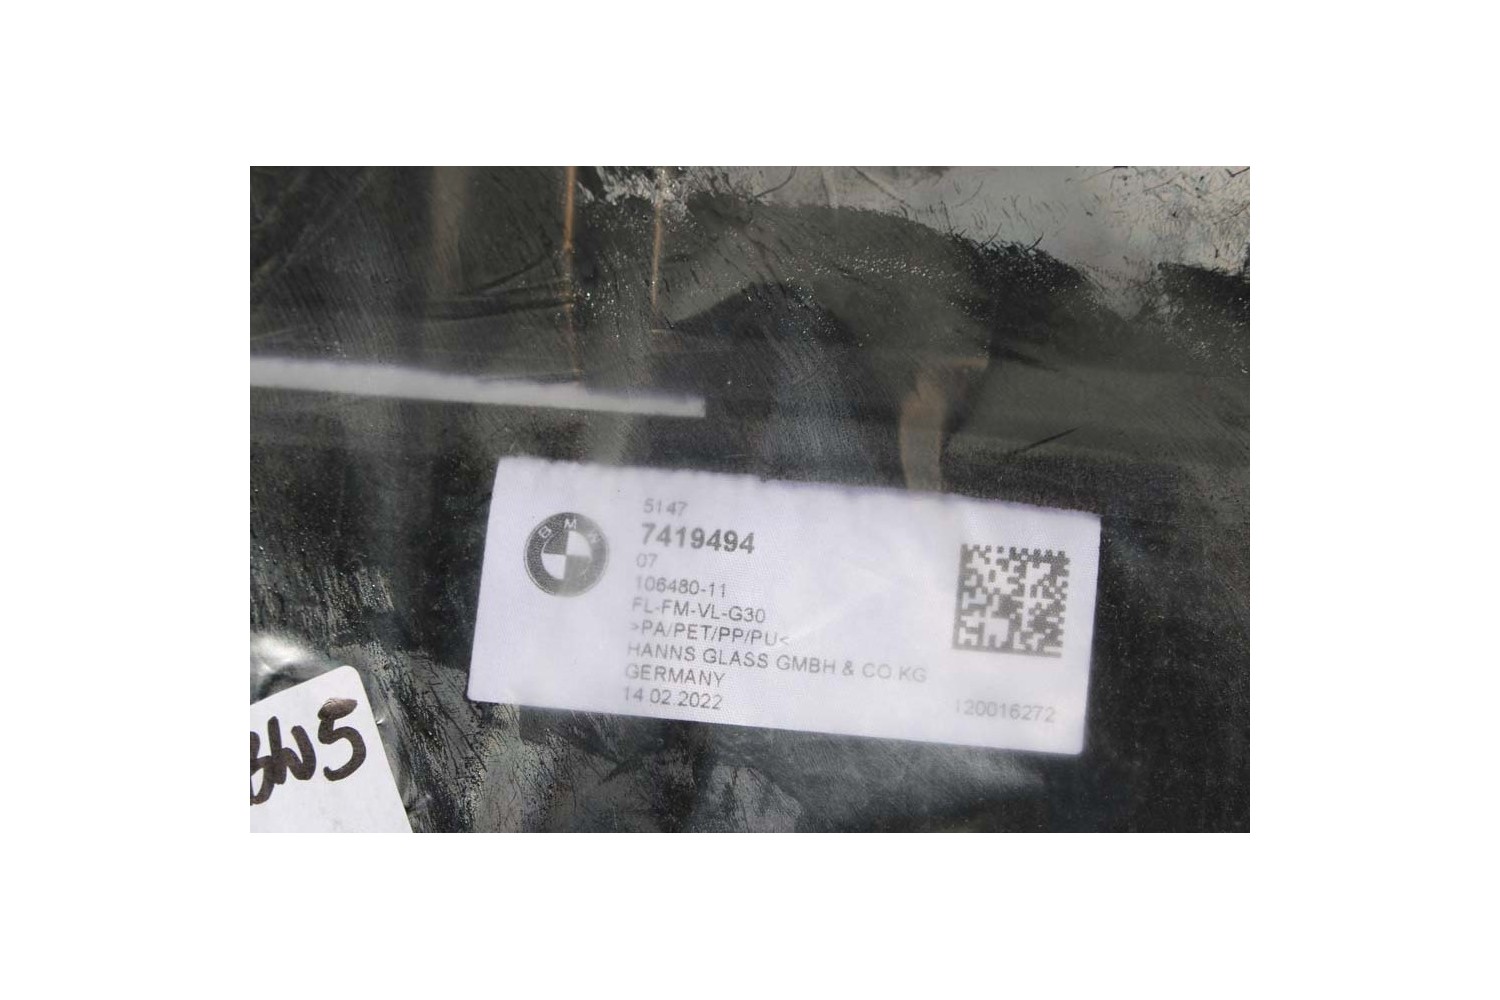 BMW
5147
7419494
07
106480-11
FL-FM-VL-G30
>PA/PET/PP/PU<
HANNS GLASS GMBH & CO KG
GERMANY
14.02.2022
120016272
BW5